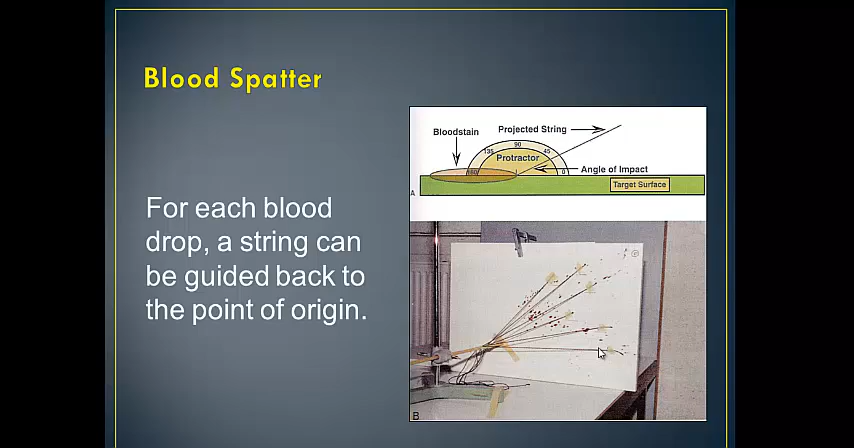 Blood Spatter
For each blood
drop, a string can
be guided back to
the point of origin.
Projected String
Bloodstain
90
135
45
Protractor
180
0
Angle of Impact
Target Surface
A
B